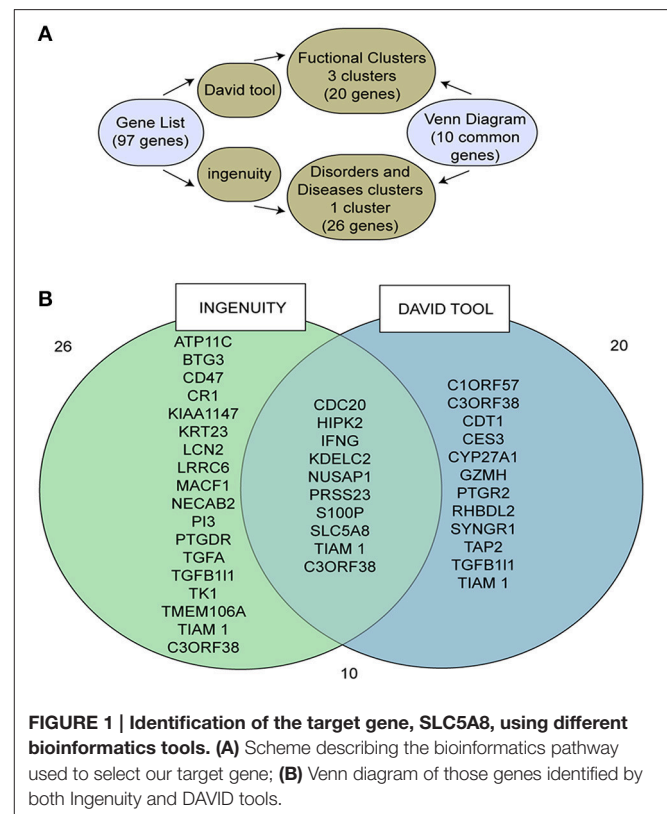 A
Fuctional Clusters
3 clusters
(20 genes)
David tool
Gene List
(97 genes)
Venn Diagram
(10 common
genes)
ingenuity
Disorders and
Diseases clusters
1 cluster
(26 genes)
B
INGENUITY
DAVID TOOL
26
20
ATP11C
BTG3
CD47
CR1
KIAA1147
KRT23
LCN2
LRRC6
MACF1
NECAB2
PI3
PTGDR
TGFA
TGFB1I1
TK1
TMEM106A
TIAM 1
C3ORF38
CDC20
HIPK2
IFNG
KDELC2
NUSAP1
PRSS23
S100P
SLC5A8
TIAM 1
C3ORF38
C1ORF57
C3ORF38
CDT1
CES3
CYP27A1
GZMH
PTGR2
RHBDL2
SYNGR1
TAP2
TGFB1I1
TIAM 1
10
FIGURE 1 | Identification of the target gene, SLC5A8, using different
bioinformatics tools. (A) Scheme describing the bioinformatics pathway
used to select our target gene; (B) Venn diagram of those genes identified by
both Ingenuity and DAVID tools.